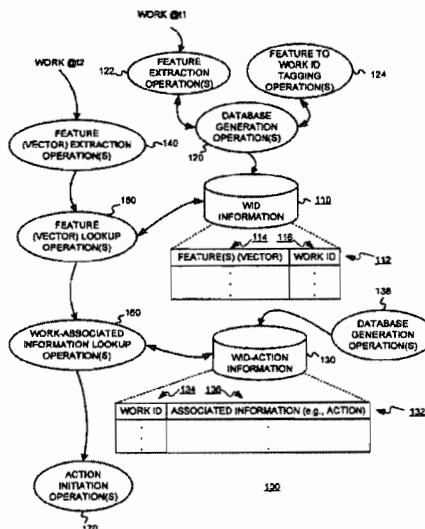 WORK @t1
WORK @t2
122
FEATURE
EXTRACTION
OPERATION(S)
FEATURE TO
WORK ID
TAGGING
OPERATION(S)
124
FEATURE
(VECTOR) EXTRACTION
OPERATION(S)
140
DATABASE
GENERATION
OPERATION(S)
120
FEATURE
(VECTOR) LOOKUP
OPERATION(S)
WID
INFORMATION
110
114
FEATURE(S) (VECTOR)
WORK ID
112
WORK-ASSOCIATED
INFORMATION LOOKUP
OPERATION(S)
160
WID-ACTION
INFORMATION
130
DATABASE
GENERATION
OPERATION(S)
134
136
WORK ID
ASSOCIATED INFORMATION (e.g., ACTION)
132
ACTION
INITIATION
OPERATION(S)
170
100